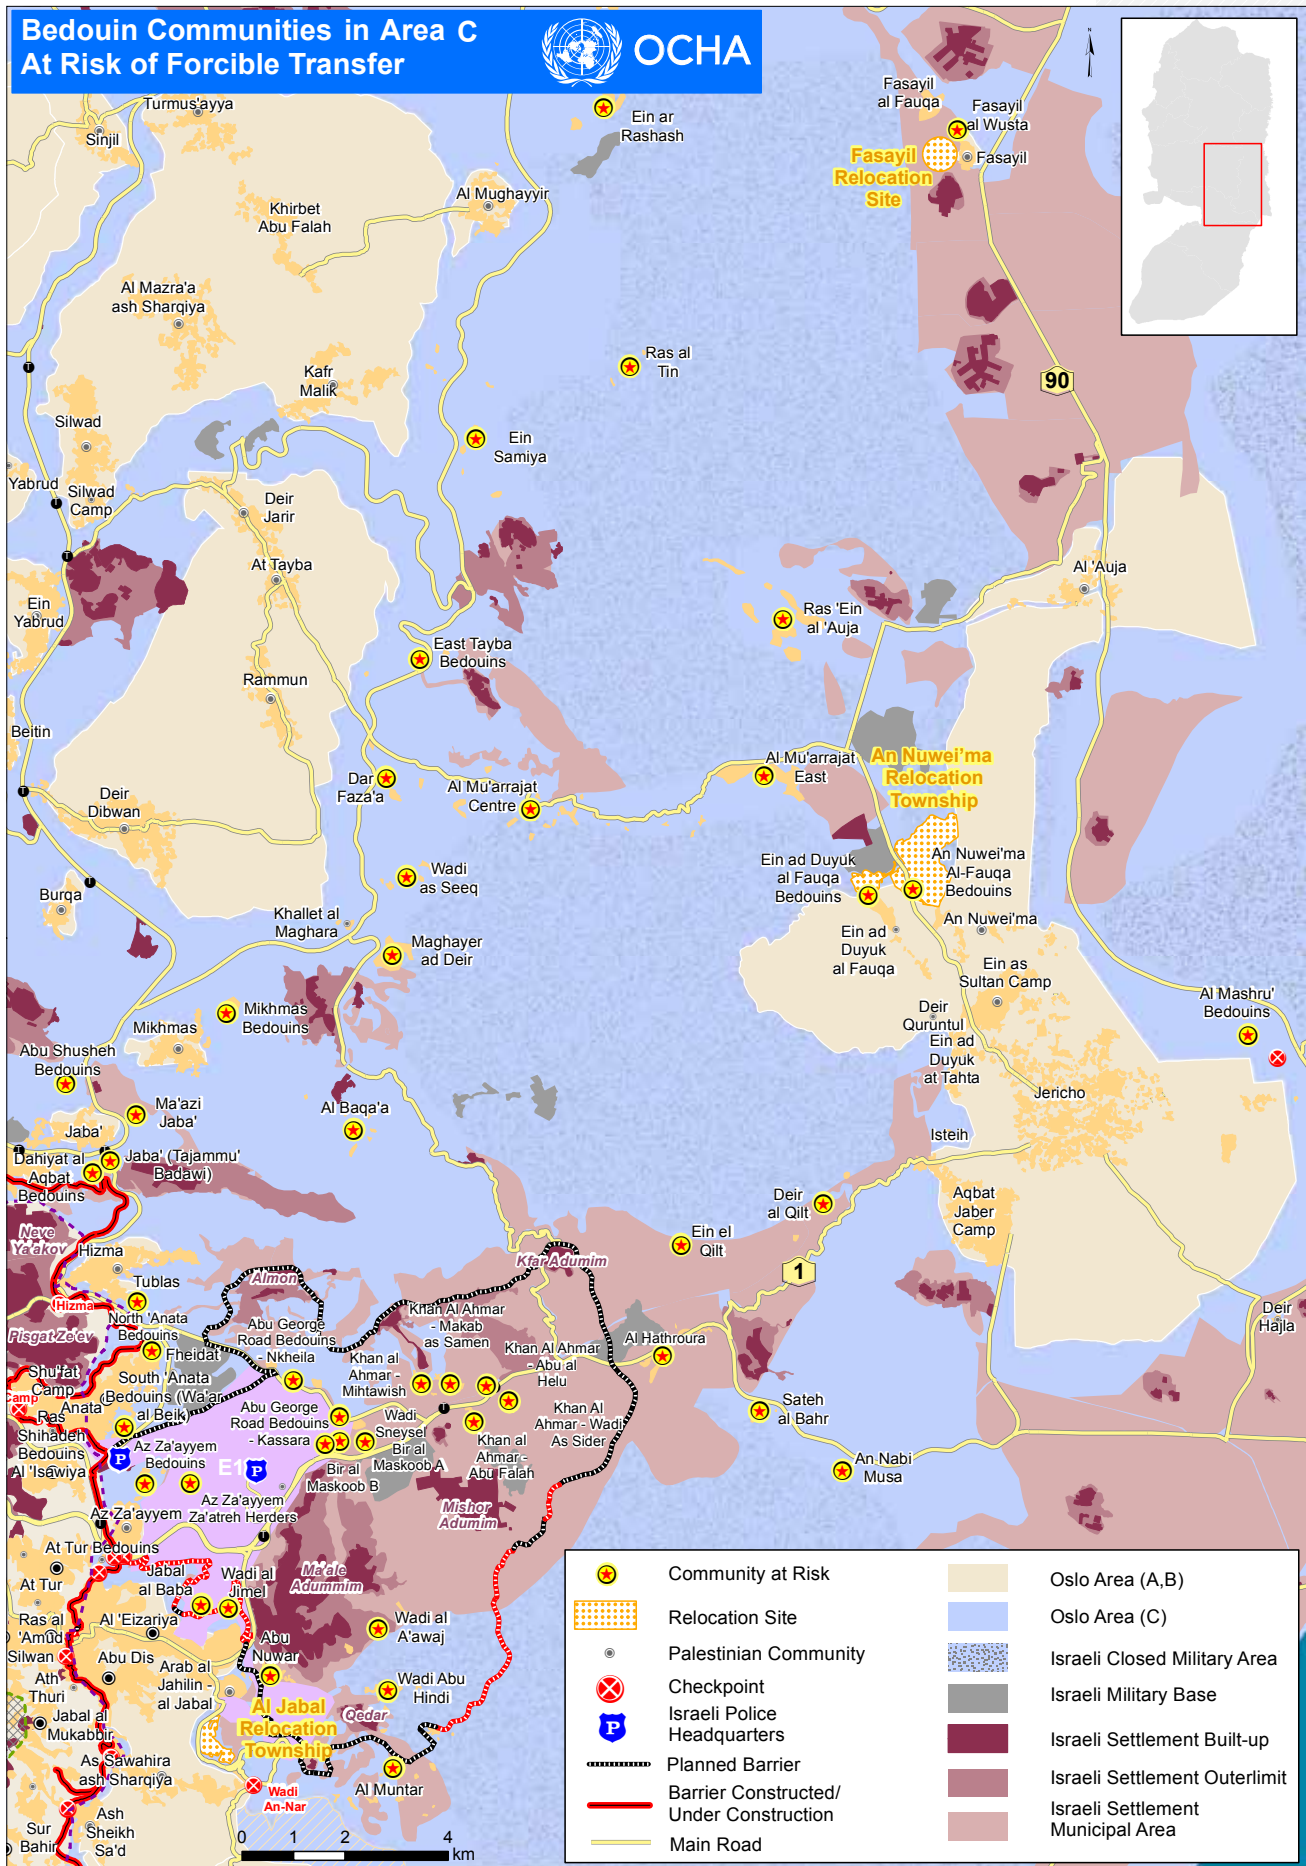 Bedouin Communities in Area C
At Risk of Forcible Transfer
OCHA
N
Turmus'ayya
Sinjil
Ein ar
Rashash
Fasayil
al Fauqa
Fasayil
al Wusta
Fasayil
Fasayil
Relocation
Site
Al Mughayyir
Khirbet
Abu Falah
Al Mazra'a
ash Sharqiya
Ras al
Tin
Kafr
Malik
90
Silwad
Ein
Samiya
Yabrud
Silwad
Camp
Deir
Jarir
At Tayba
Al 'Auja
Ein
Yabrud
Ras 'Ein
al 'Auja
East Tayba
Bedouins
Rammun
Beitin
Al Mu'arrajat
East
An Nuwei'ma
Relocation
Township
Dar
Faza'a
Al Mu'arrajat
Centre
Deir
Dibwan
An Nuwei'ma
Al-Fauqa
Bedouins
Ein ad Duyuk
al Fauqa
Bedouins
Wadi
as Seeq
Burqa
Khallet al
Maghara
An Nuwei'ma
Ein ad
Duyuk
al Fauqa
Maghayer
ad Deir
Ein as
Sultan Camp
Al Mashru'
Bedouins
Mikhmas
Bedouins
Mikhmas
Deir
Quruntul
Ein ad
Duyuk
at Tahta
Abu Shusheh
Bedouins
Jericho
Ma'azi
Jaba'
Al Baqa'a
Jaba'
Isteih
Jaba' (Tajammu'
Badawi)
Dahiyat al
Aqbat
Bedouins
Deir
al Qilt
Aqbat
Jaber
Camp
Neve
Ya'akov
Hizma
Ein el
Qilt
Kfar Adumim
Almon
1
Tublas
Hizma
North 'Anata
Bedouins
Pisgat Ze'ev
Fheidat
Abu George
Road Bedouins
- Nkheila
Khan Al Ahmar
- Makab
as Samen
Al Hathroura
Deir
Hajla
Khan al
Ahmar -
Mihtawish
Khan Al Ahmar
- Abu al
Helu
Shu'fat
Camp
Camp
Anata
South 'Anata
Bedouins (Wa'ar
al Beik)
Ras
Shihadeh
Bedouins
Abu George
Road Bedouins
- Kassara
Wadi
Sneysel
Khan Al
Ahmar - Wadi
As Sider
Sateh
al Bahr
Bir al
Maskoob A
Khan al
Ahmar -
Abu Falah
Az Za'ayyem
Bedouins
Al 'Isawiya
P
E1
P
Bir al
Maskoob B
An Nabi
Musa
Az Za'ayyem
Za'atreh Herders
Mishor
Adumim
Az Za'ayyem
At Tur Bedouins
Jabal
al Baba
Wadi al
Jimel
Ma'ale
Adummim
At Tur
Ras al
'Amud
Al 'Eizariya
Wadi al
A'awaj
Silwan
Abu Dis
Abu
Nuwar
Arab al
Jahilin -
al Jabal
Ath
Thuri
Wadi Abu
Hindi
Jabal al
Mukabbir
Al Jabal
Relocation
Township
Qedar
As Sawahira
ash Sharqiya
Al Muntar
Wadi
An-Nar
Ash
Sheikh
Sa'd
Sur
Bahir
0 1 2 4
km
Community at Risk
Relocation Site
Palestinian Community
Checkpoint
P
Israeli Police
Headquarters
Planned Barrier
Barrier Constructed/
Under Construction
Main Road
Oslo Area (A,B)
Oslo Area (C)
Israeli Closed Military Area
Israeli Military Base
Israeli Settlement Built-up
Israeli Settlement Outerlimit
Israeli Settlement
Municipal Area